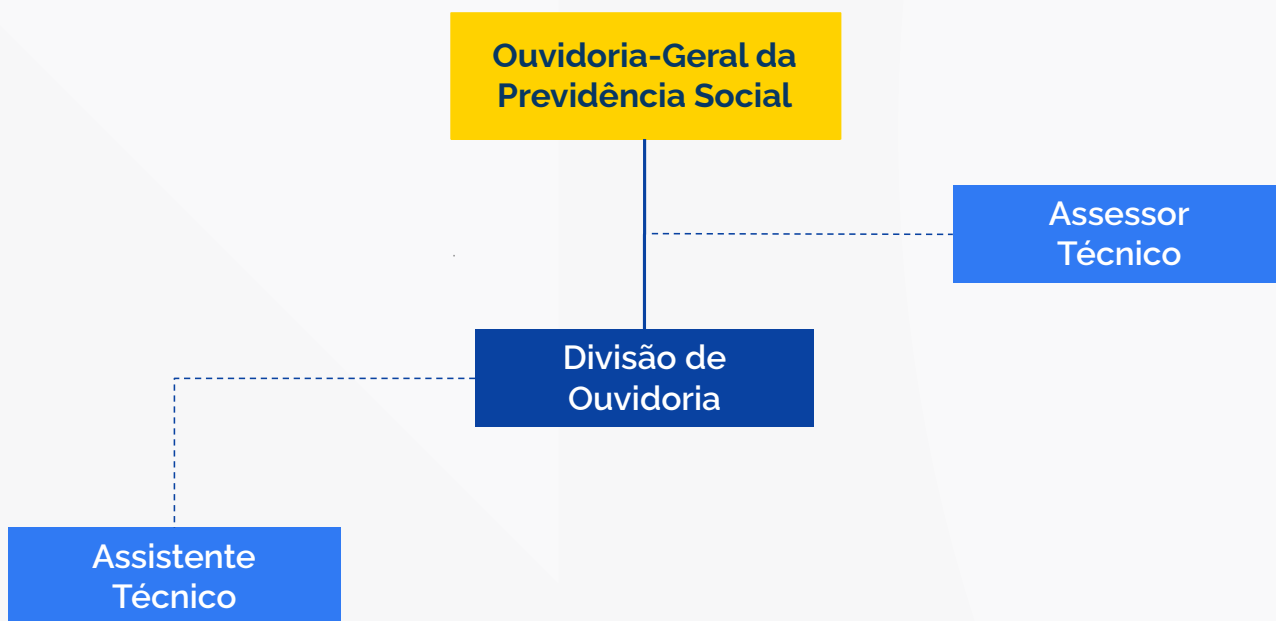 Ouvidoria-Geral da
Previdência Social
Assessor
Técnico
Divisão de
Ouvidoria
Assistente
Técnico